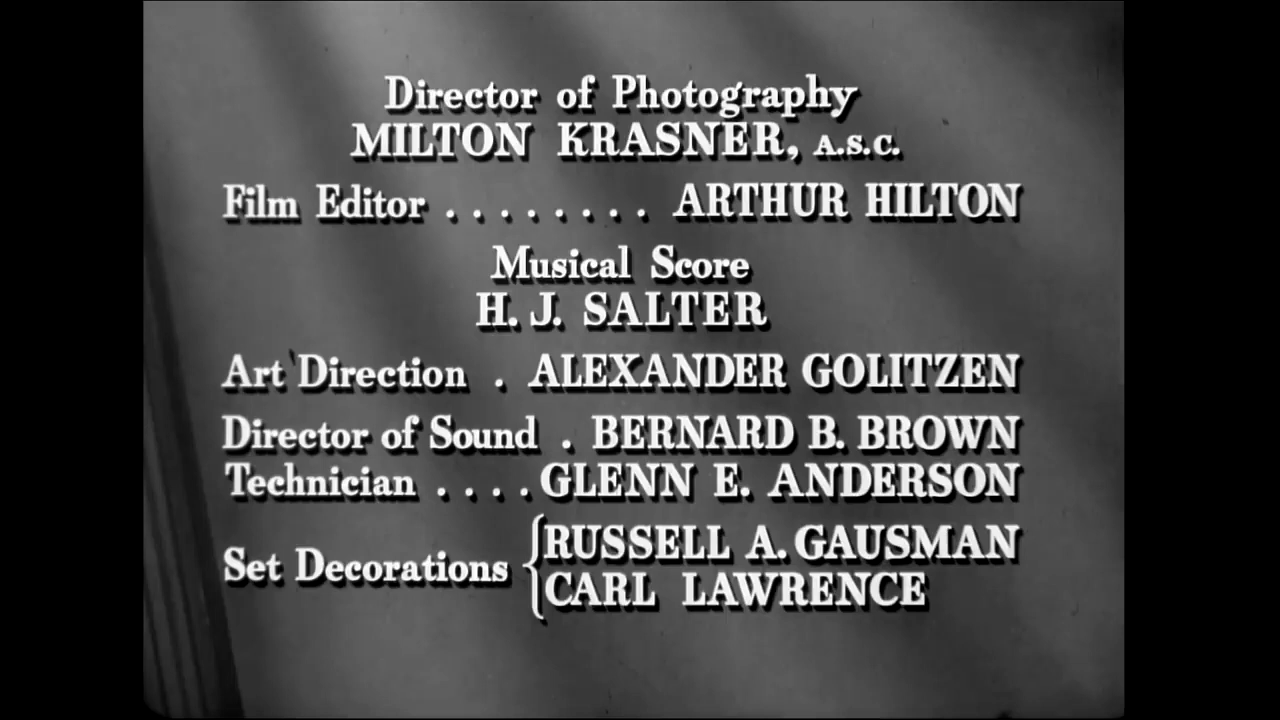 Director of Photography
MILTON KRASNER, A.S.C.
Film Editor ........ ARTHUR HILTON
Musical Score
H. J. SALTER
Art Direction . ALEXANDER GOLITZEN
Director of Sound . BERNARD B. BROWN
Technician .... GLENN E. ANDERSON
Set Decorations { RUSSELL A. GAUSMAN
CARL LAWRENCE